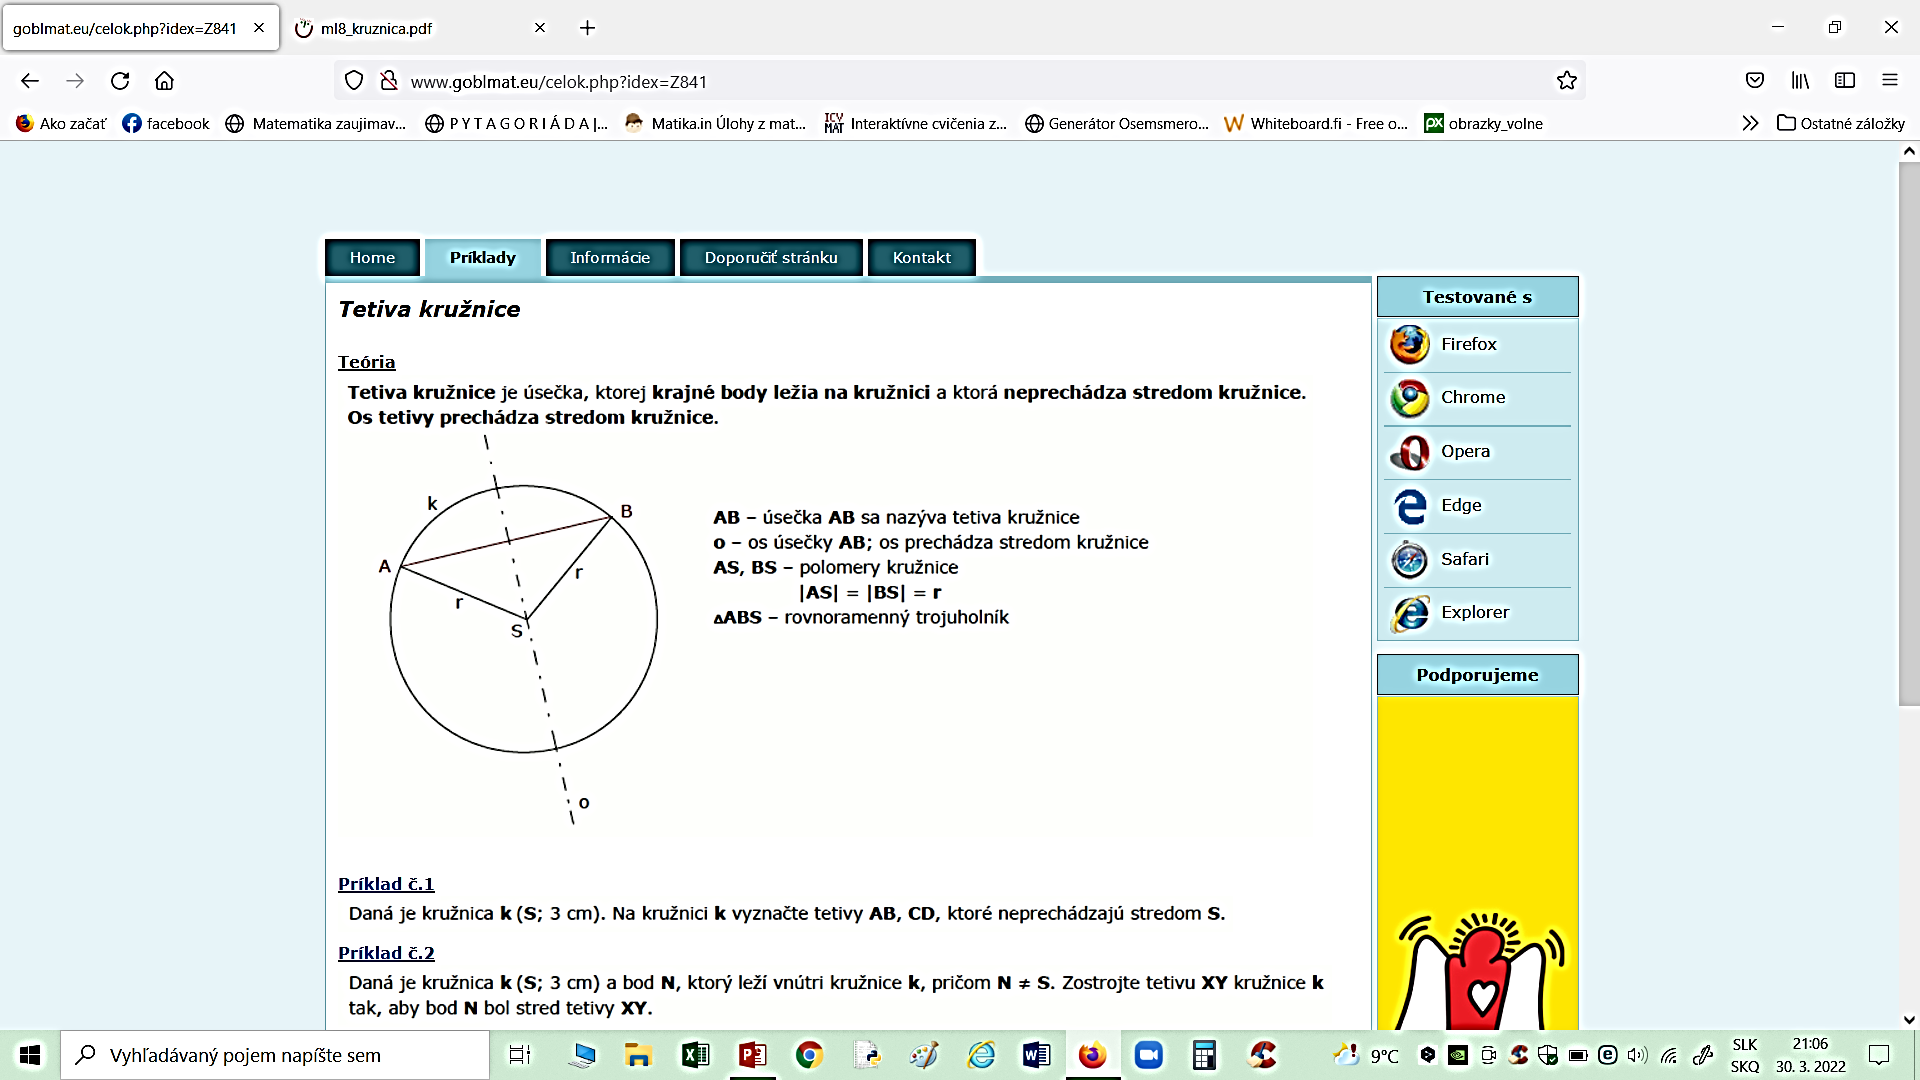 goblmat.eu/celok.php?idex=Z841
ml8_kruznica.pdf
www.goblmat.eu/celok.php?idex=Z841
Ako začať
facebook
Matematika zaujimav...
P Y T A G O R I Á D A |...
Matika.in Úlohy z mat...
ICY MAT
Interaktívne cvičenia z...
Generátor Osemsmero...
Whiteboard.fi - Free o...
px
obrazky_volne
Ostatné záložky
Home
Príklady
Informácie
Doporučiť stránku
Kontakt
Tetiva kružnice
Teória
Tetiva kružnice je úsečka, ktorej krajné body ležia na kružnici a ktorá neprechádza stredom kružnice.
Os tetivy prechádza stredom kružnice.
k
B
A
r
r
S
o
AB – úsečka AB sa nazýva tetiva kružnice
o – os úsečky AB; os prechádza stredom kružnice
AS, BS – polomery kružnice
|AS| = |BS| = r
∆ABS – rovnoramenný trojuholník
Príklad č.1
Daná je kružnica k (S; 3 cm). Na kružnici k vyznačte tetivy AB, CD, ktoré neprechádzajú stredom S.
Príklad č.2
Daná je kružnica k (S; 3 cm) a bod N, ktorý leží vnútri kružnice k, pričom N ≠ S. Zostrojte tetivu XY kružnice k
tak, aby bod N bol stred tetivy XY.
Testované s
Firefox
Chrome
Opera
Edge
Safari
Explorer
Podporujeme
Vyhľadávaný pojem napíšte sem
9°C
SLK
SKQ
21:06
30. 3. 2022